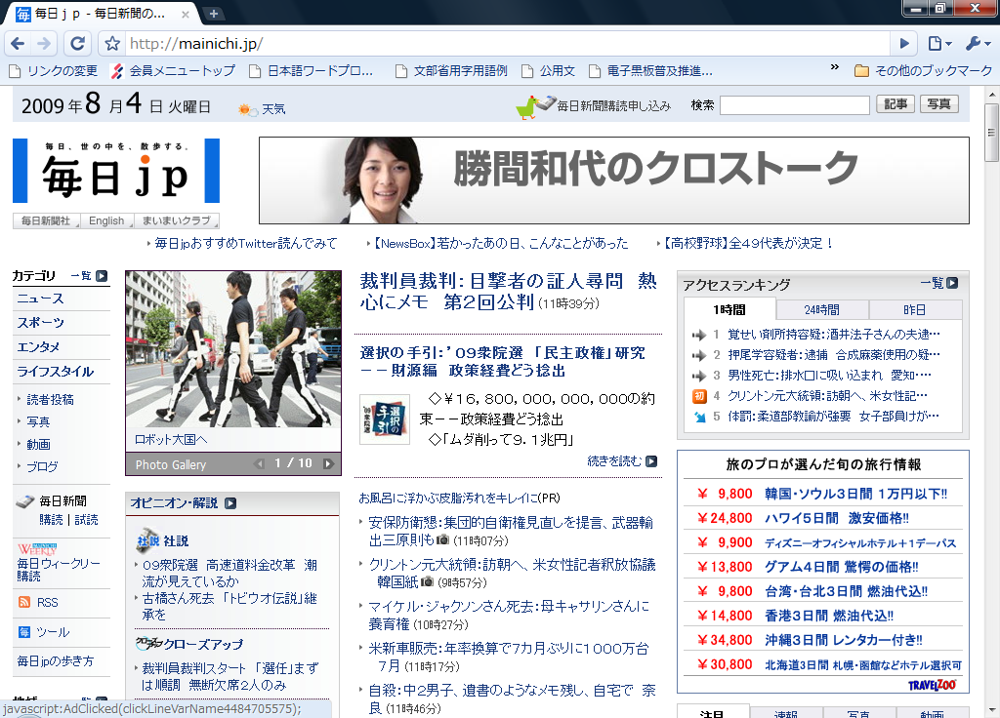 毎日ｊｐ - 毎日新聞の...
http://mainichi.jp/
リンクの変更
会員メニュートップ
日本語ワードプロ...
文部省用字用語例
公用文
電子黒板普及推進...
»
その他のブックマーク
2009年8月4日 火曜日
天気
毎日新聞購読申し込み
検索
記事
写真
毎日、世の中を、散歩する。
毎日jp
毎日新聞社
English
まいまいクラブ
勝間和代のクロストーク
毎日jpおすすめTwitter読んでみて
【NewsBox】若かったあの日、こんなことがあった
【高校野球】全49代表が決定！
カテゴリ 一覧
ニュース
スポーツ
エンタメ
ライフスタイル
読者投稿
写真
動画
ブログ
毎日新聞
購読｜試読
MAINICHI WEEKLY
毎日ウィークリー
購読
RSS
ツール
毎日jpの歩き方
ロボット大国へ
Photo Gallery
1 / 10
オピニオン・解説
社説
社説
09衆院選　高速道料金改革　潮
流が見えているか
古橋さん死去　「トビウオ伝説」継
承を
クローズアップ
裁判員裁判スタート　「選任」まず
は順調　無断欠席2人のみ
裁判員裁判：目撃者の証人尋問　熱
心にメモ　第2回公判 (11時39分)
選択の手引：’09衆院選　「民主政権」研究
－－財源編　政策経費どう捻出
’09衆院選
選択の手引
◇￥１６，８００，０００，０００，０００の約
束－－政策経費どう捻出
◇「ムダ削って９．１兆円」
続きを読む
お風呂に浮かぶ皮脂汚れをキレイに(PR)
安保防衛懇：集団的自衛権見直しを提言、武器輸
出三原則も (11時07分)
クリントン元大統領：訪朝へ、米女性記者釈放協議
韓国紙 (9時57分)
マイケル・ジャクソンさん死去：母キャサリンさんに
養育権 (10時27分)
米新車販売：年率換算で7カ月ぶりに1000万台
7月 (11時17分)
自殺：中2男子、遺書のようなメモ残し、自宅で　奈
良 (11時46分)
アクセスランキング
一覧
1時間
24時間
昨日
1 覚せい剤所持容疑：酒井法子さんの夫逮…
2 押尾学容疑者：逮捕　合成麻薬使用の疑…
3 男性死亡：排水口に吸い込まれ　愛知・…
初 4 クリントン元大統領：訪朝へ、米女性記…
5 体罰：柔道部教諭が強要　女子部員けが…
旅のプロが選んだ旬の旅行情報
￥ 9,800 韓国・ソウル3日間 1万円以下!!
￥24,800 ハワイ5日間　激安価格!!
￥ 9,900 ディズニーオフィシャルホテル＋1デーパス
￥13,800 グアム4日間 驚愕の価格!!
￥ 9,800 台湾・台北3日間 燃油代込!!
￥14,800 香港3日間 燃油代込!!
￥34,800 沖縄3日間 レンタカー付き!!
￥30,800 北海道3日間 札幌・函館などホテル選択可
TRAVELZOO
注目
速報
写真
動画
javascript:AdClicked(clickLineVarName4484705575);